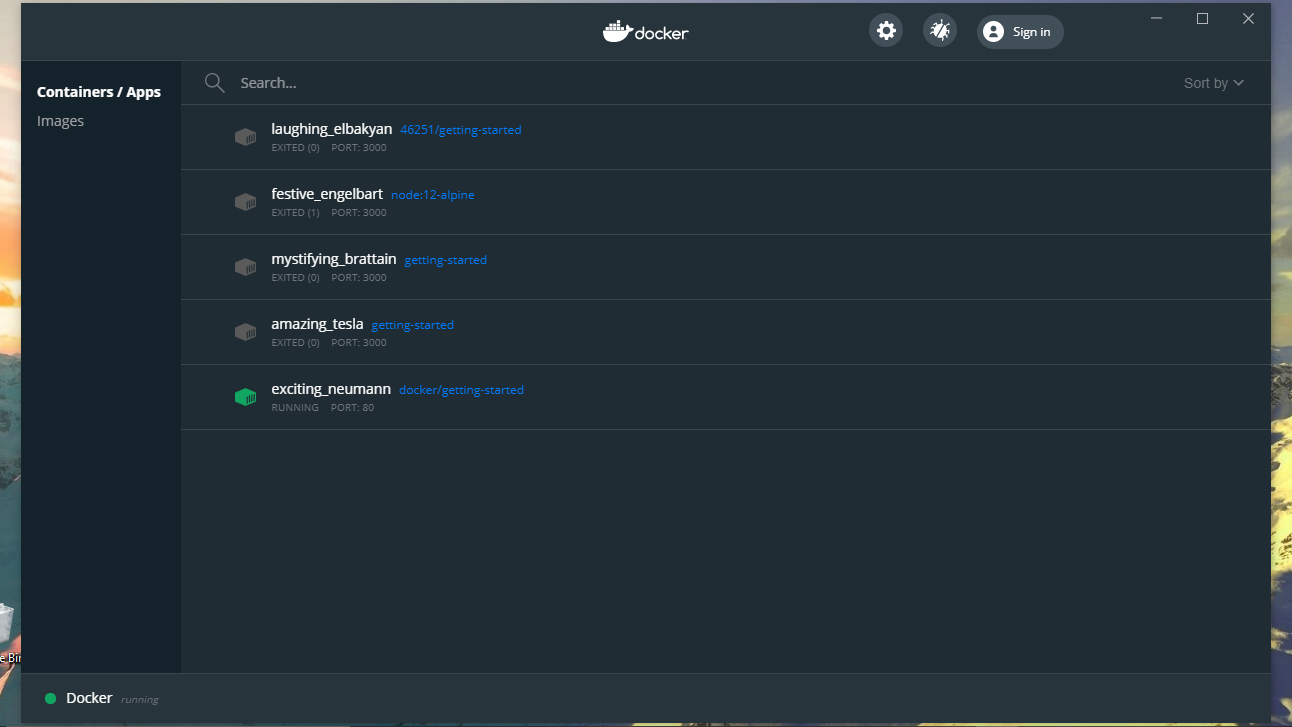 docker
Sign in
Containers / Apps
Images
Search...
Sort by
laughing_elbakyan 46251/getting-started
EXITED (0) PORT: 3000
festive_engelbart node:12-alpine
EXITED (1) PORT: 3000
mystifying_brattain getting-started
EXITED (0) PORT: 3000
amazing_tesla getting-started
EXITED (0) PORT: 3000
exciting_neumann docker/getting-started
RUNNING PORT: 80
e Bin
Docker running